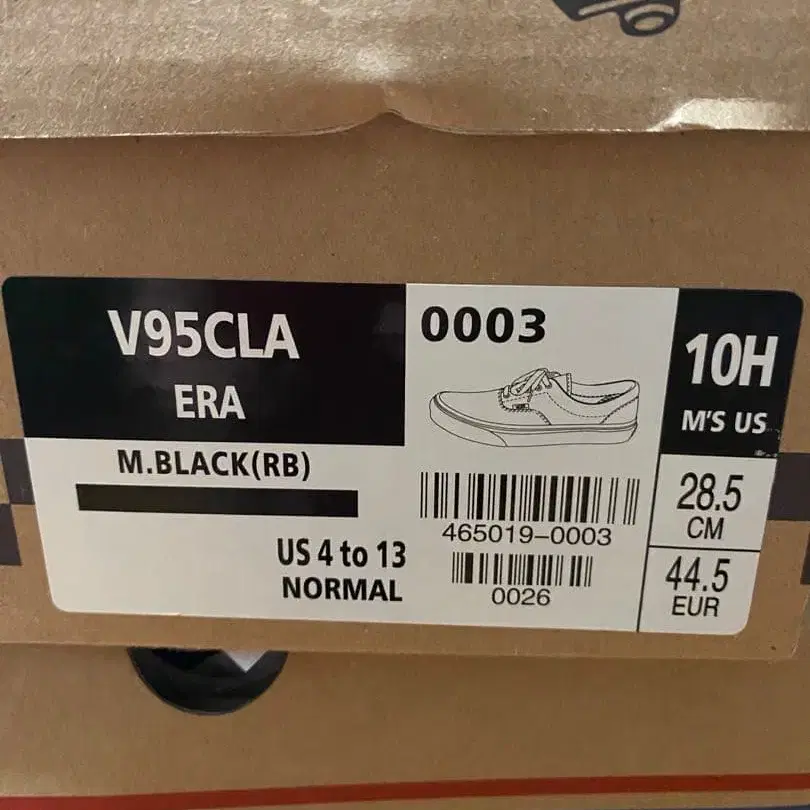 V95CLA
ERA
M.BLACK(RB)
US 4 to 13
NORMAL
0003
465019-0003
0026
10H
M'S US
28.5
CM
44.5
EUR